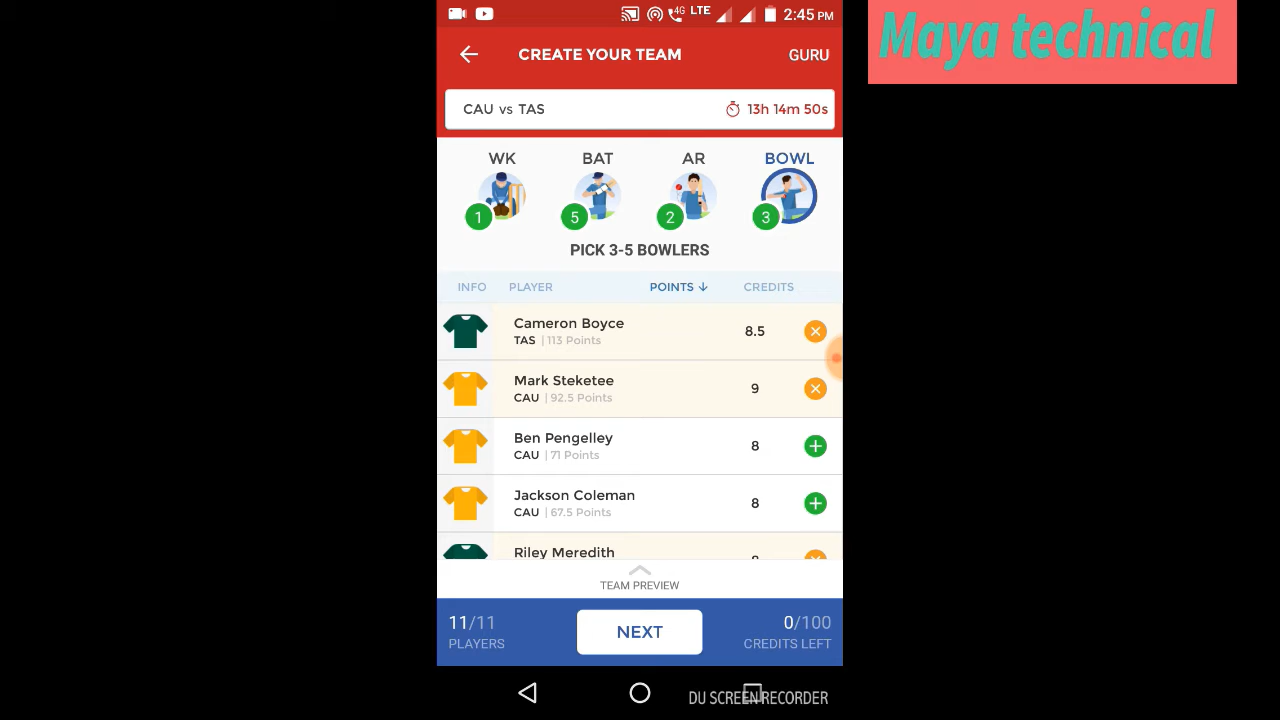 4G LTE 2:45 PM
Maya technical
CREATE YOUR TEAM GURU
CAU vs TAS 13h 14m 50s
WK BAT AR BOWL
1 5 2 3
PICK 3-5 BOWLERS
INFO PLAYER POINTS ↓ CREDITS
Cameron Boyce 8.5
TAS | 113 Points
Mark Steketee 9
CAU | 92.5 Points
Ben Pengelley 8
CAU | 71 Points
Jackson Coleman 8
CAU | 67.5 Points
Riley Meredith
TEAM PREVIEW
11/11 NEXT 0/100
PLAYERS CREDITS LEFT
DU SCREEN RECORDER